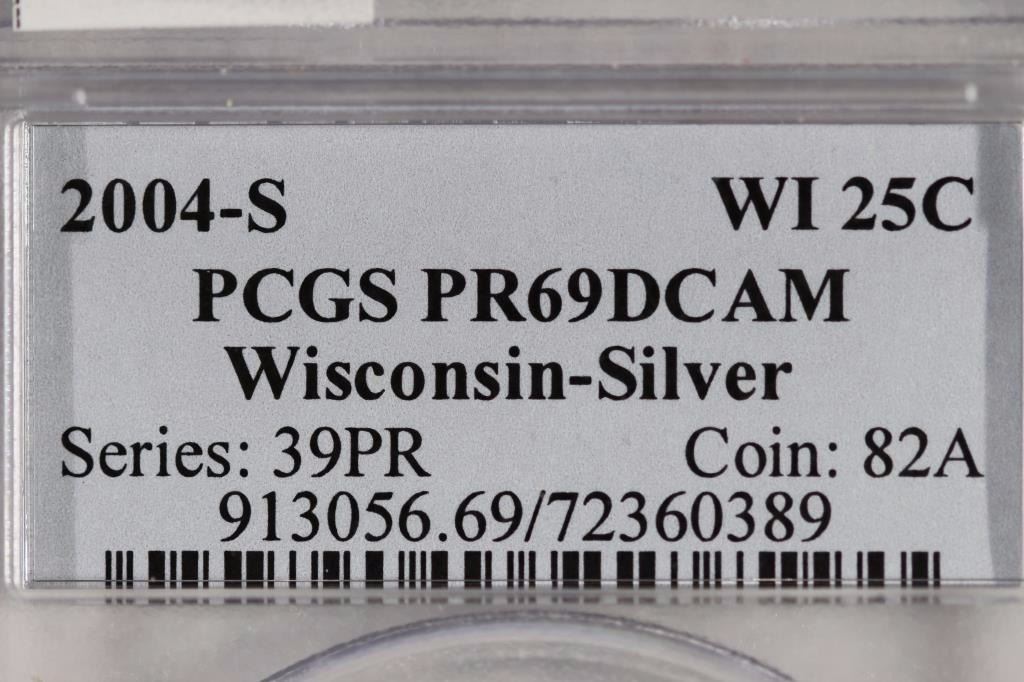 2004-S WI 25C
PCGS PR69DCAM
Wisconsin-Silver
Series: 39PR Coin: 82A
913056.69/72360389